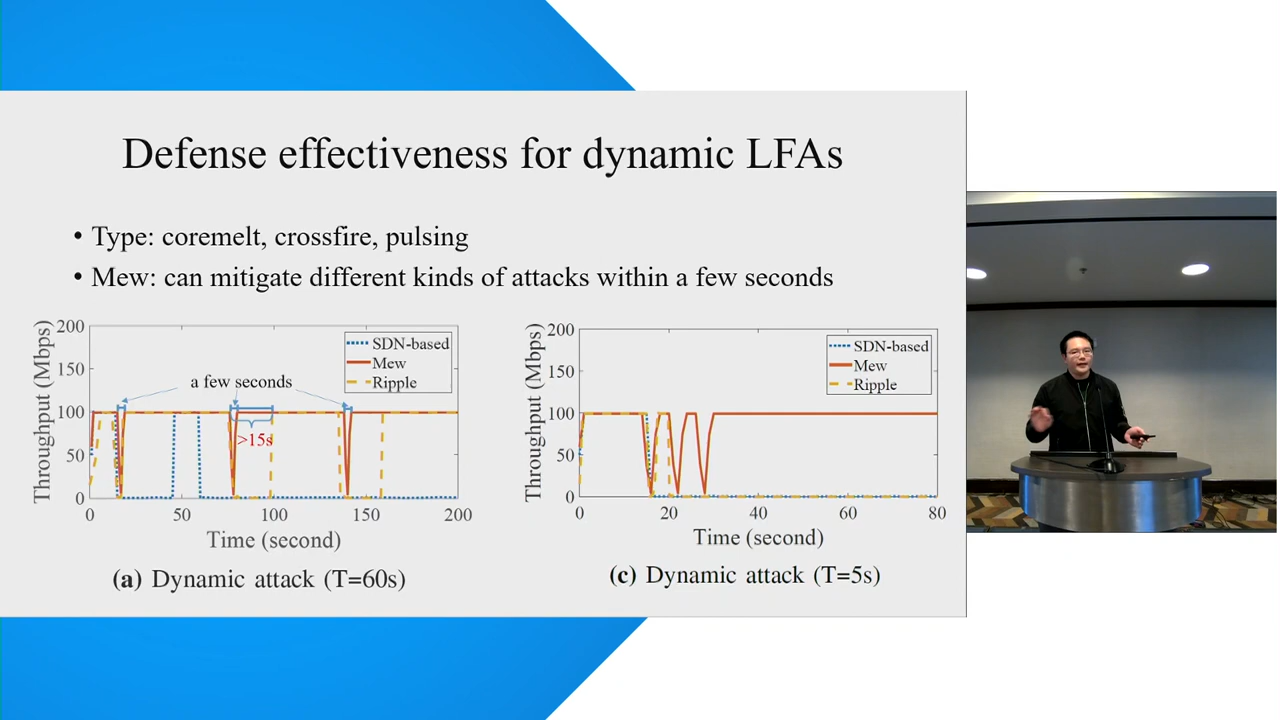 Defense effectiveness for dynamic LFAs
• Type: coremelt, crossfire, pulsing
• Mew: can mitigate different kinds of attacks within a few seconds
Throughput (Mbps)
200
150
100
50
0
SDN-based
Mew
Ripple
a few seconds
>15s
0 50 100 150 200
Time (second)
(a) Dynamic attack (T=60s)
Throughput (Mbps)
200
150
100
50
0
SDN-based
Mew
Ripple
0 20 40 60 80
Time (second)
(c) Dynamic attack (T=5s)